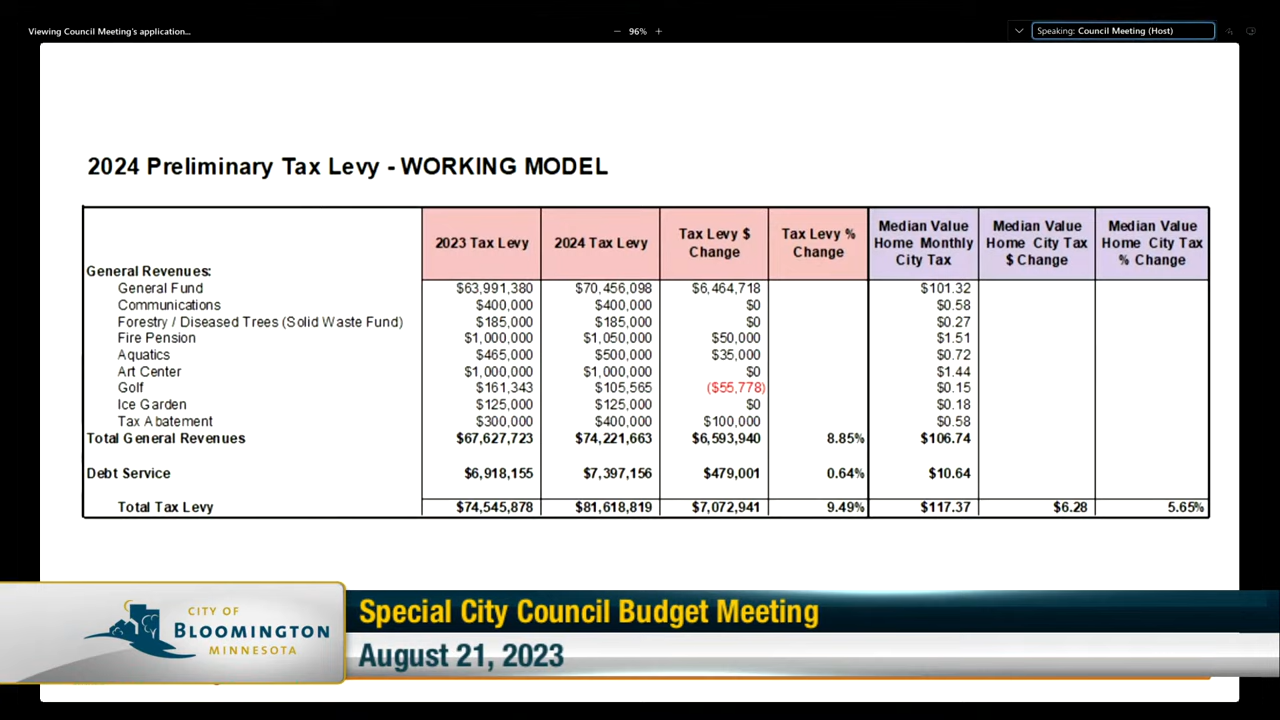 Viewing Council Meeting's application...
− 96% +
Speaking: Council Meeting (Host)
2024 Preliminary Tax Levy - WORKING MODEL
2023 Tax Levy 2024 Tax Levy Tax Levy $ Change Tax Levy % Change Median Value Home Monthly City Tax Median Value Home City Tax $ Change Median Value Home City Tax % Change
General Revenues:
General Fund $63,991,380 $70,456,098 $6,464,718 $101.32
Communications $400,000 $400,000 $0 $0.58
Forestry / Diseased Trees (Solid Waste Fund) $185,000 $185,000 $0 $0.27
Fire Pension $1,000,000 $1,050,000 $50,000 $1.51
Aquatics $465,000 $500,000 $35,000 $0.72
Art Center $1,000,000 $1,000,000 $0 $1.44
Golf $161,343 $105,565 ($55,778) $0.15
Ice Garden $125,000 $125,000 $0 $0.18
Tax Abatement $300,000 $400,000 $100,000 $0.58
Total General Revenues $67,627,723 $74,221,663 $6,593,940 8.85% $106.74
Debt Service $6,918,155 $7,397,156 $479,001 0.64% $10.64
Total Tax Levy $74,545,878 $81,618,819 $7,072,941 9.49% $117.37 $6.28 5.65%
CITY OF
BLOOMINGTON
MINNESOTA
Special City Council Budget Meeting
August 21, 2023